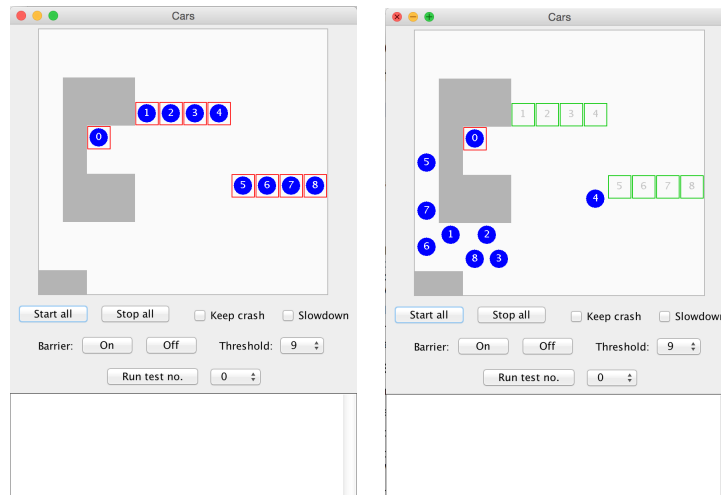 Cars
1 2 3 4
0
5 6 7 8
Start all Stop all Keep crash Slowdown
Barrier: On Off Threshold: 9
Run test no. 0
Cars
1 2 3 4
0
5
5 6 7 8
4
7
1 2
6
8 3
Start all Stop all Keep crash Slowdow
Barrier: On Off Threshold: 9
Run test no. 0